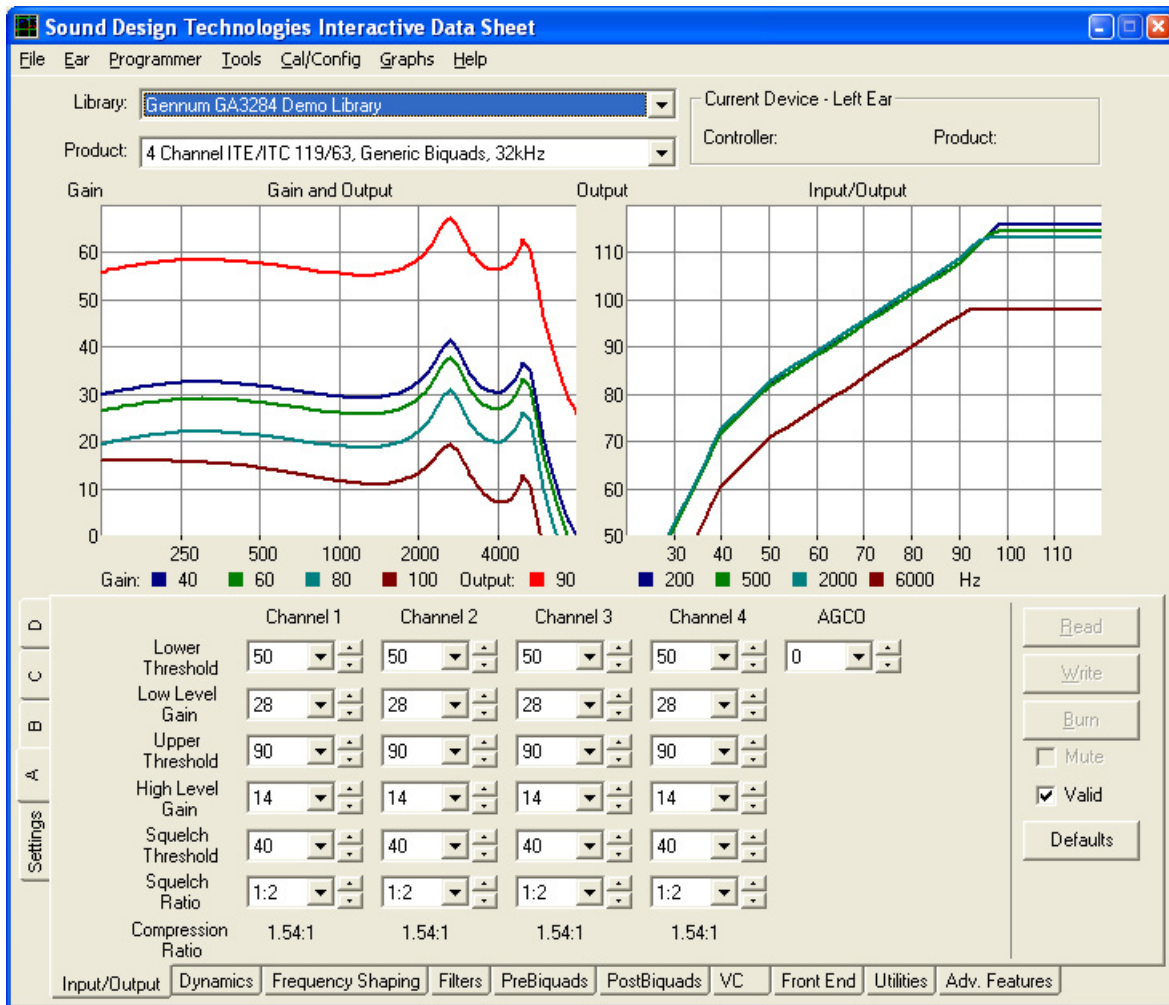 Sound Design Technologies Interactive Data Sheet
File Ear Programmer Tools Cal/Config Graphs Help
Library: Gennum GA3284 Demo Library
Product: 4 Channel ITE/ITC 119/63, Generic Biquads, 32kHz
Current Device - Left Ear
Controller: Product:
Gain Gain and Output Output Input/Output
60
50
40
30
20
10
0
250 500 1000 2000 4000
110
100
90
80
70
60
50
30 40 50 60 70 80 90 100 110
Gain: 40 60 80 100 Output: 90 200 500 2000 6000 Hz
D
C
B
A
Settings
Channel 1 Channel 2 Channel 3 Channel 4 AGCO
Lower Threshold 50 50 50 50 0
Low Level Gain 28 28 28 28
Upper Threshold 90 90 90 90
High Level Gain 14 14 14 14
Squelch Threshold 40 40 40 40
Squelch Ratio 1:2 1:2 1:2 1:2
Compression Ratio 1.54:1 1.54:1 1.54:1 1.54:1
Read
Write
Burn
Mute
Valid
Defaults
Input/Output Dynamics Frequency Shaping Filters PreBiquads PostBiquads VC Front End Utilities Adv. Features